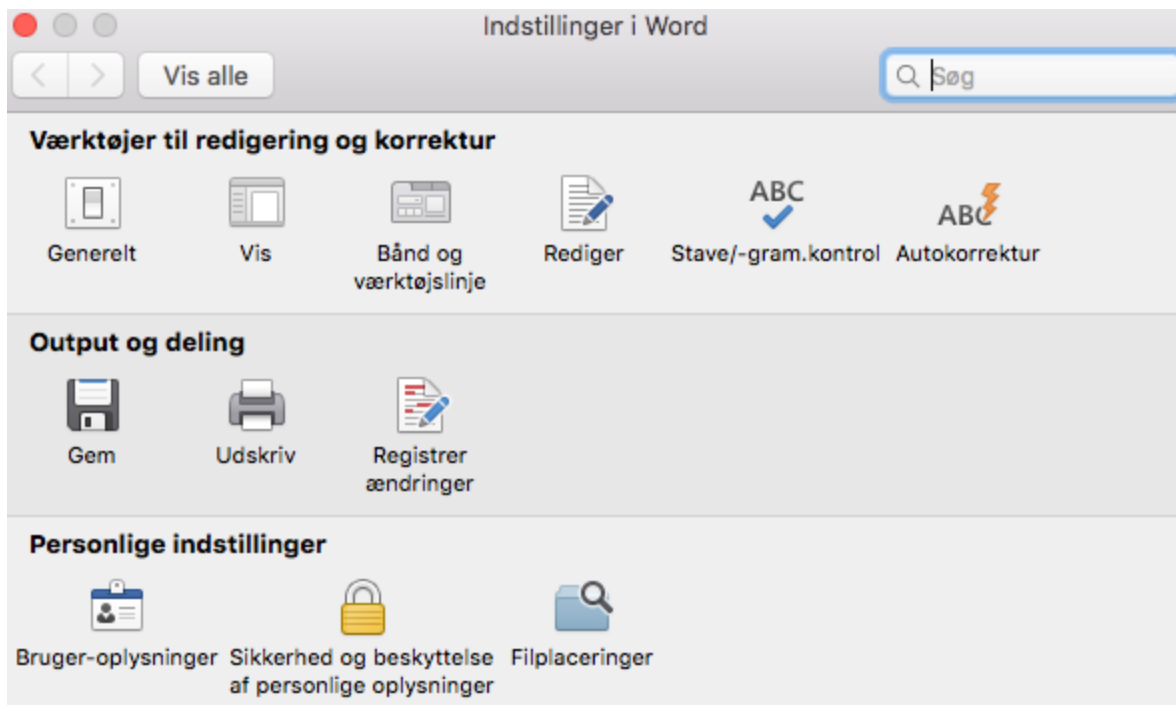 Indstillinger i Word
Vis alle
Søg
Værktøjer til redigering og korrektur
Generelt
Vis
Bånd og
værktøjslinje
Rediger
ABC
Stave/-gram.kontrol
ABC
Autokorrektur
Output og deling
Gem
Udskriv
Registrer
ændringer
Personlige indstillinger
Bruger-oplysninger
Sikkerhed og beskyttelse
af personlige oplysninger
Filplaceringer